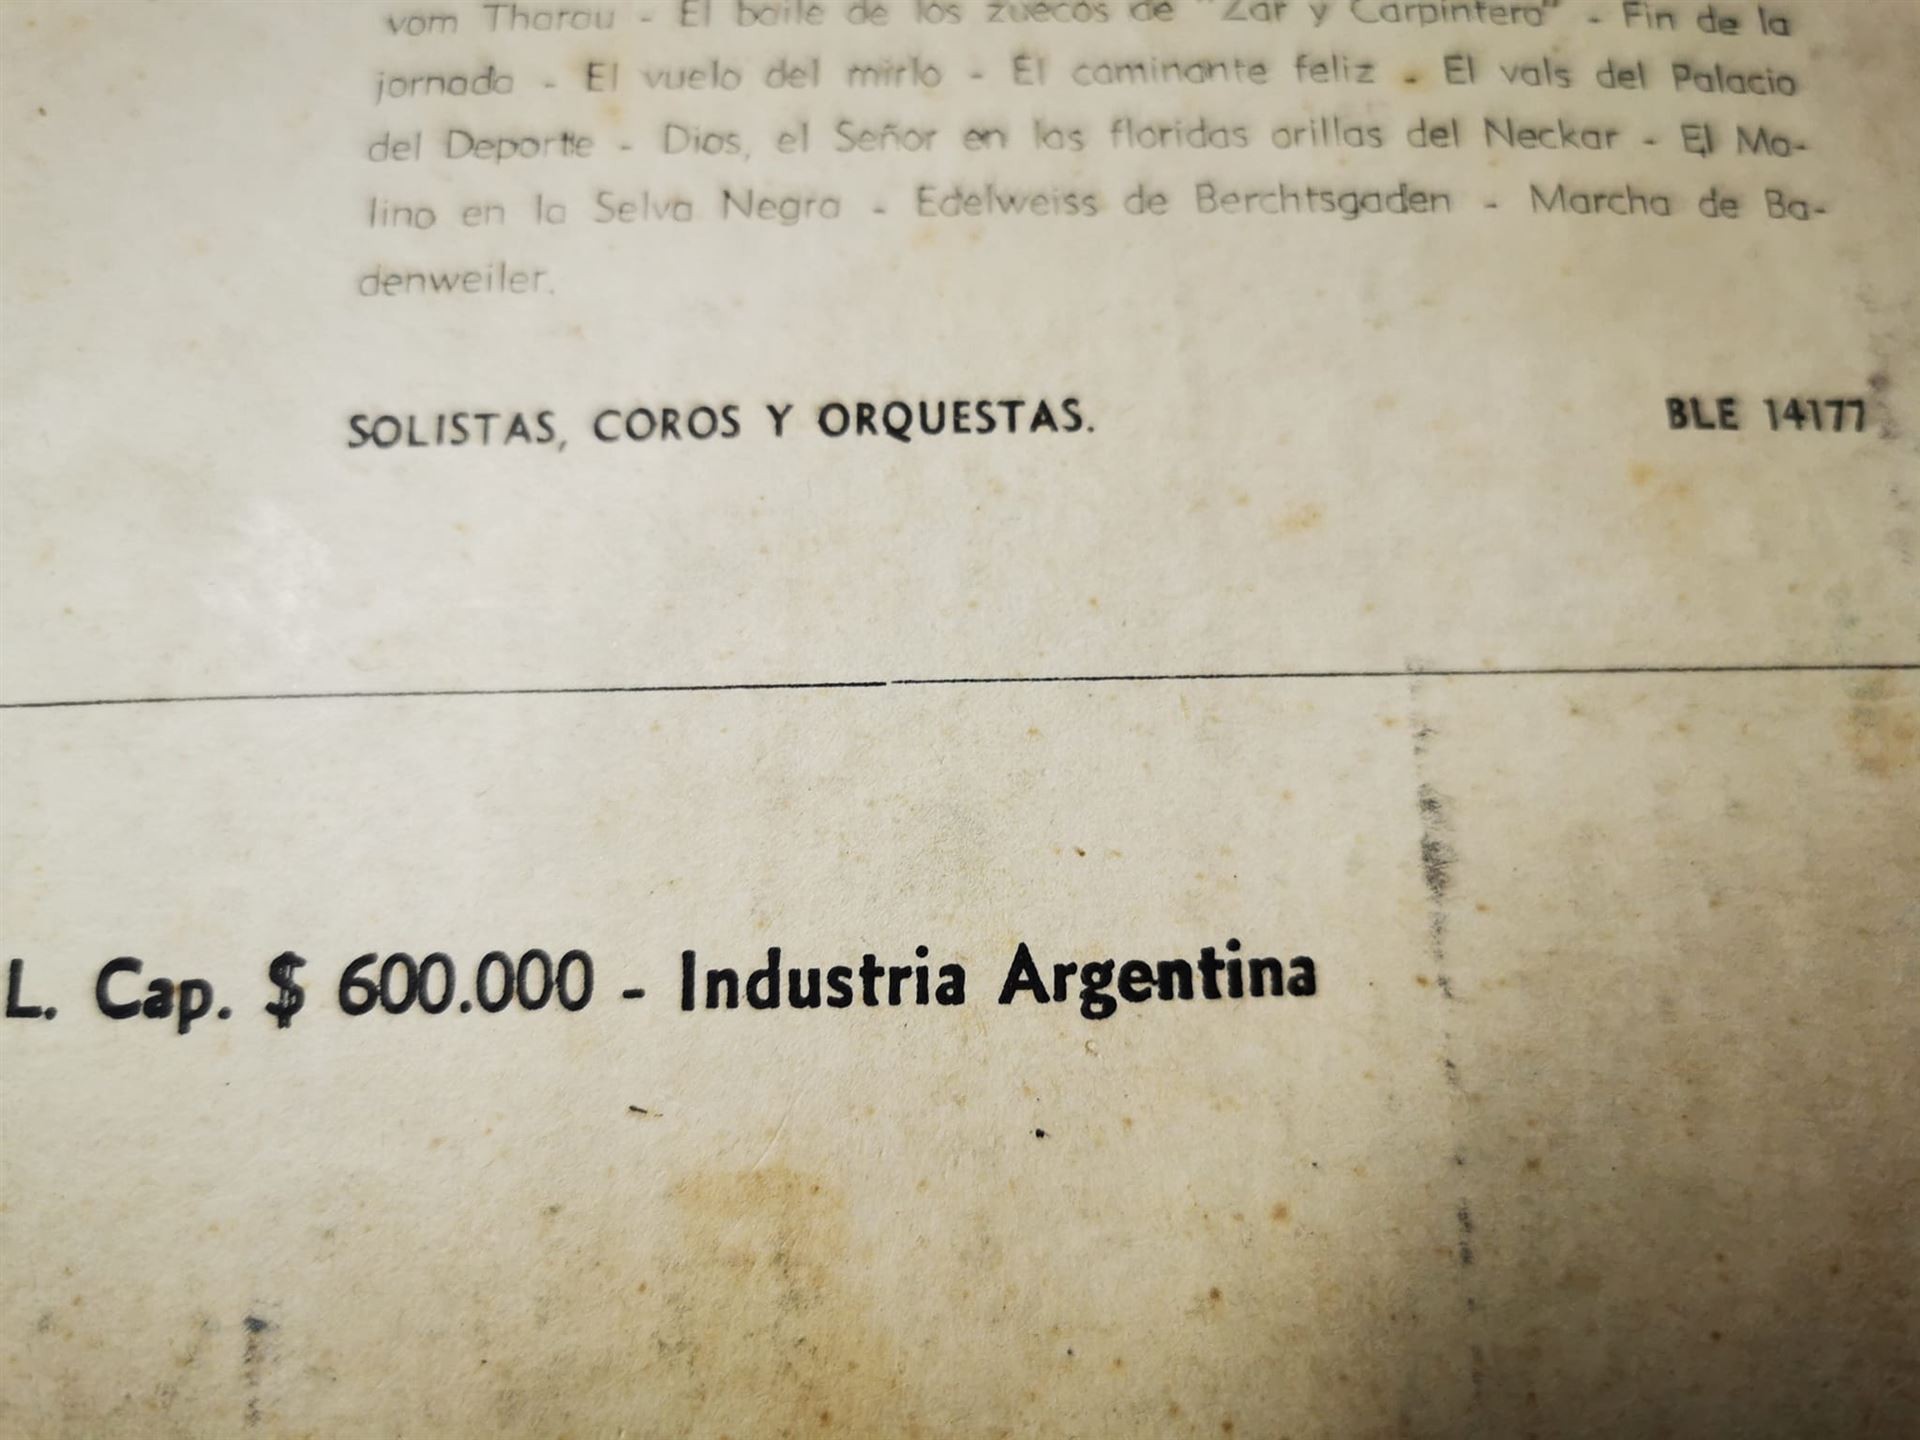 vom Tharau - El baile de los zuecos de "Zar y Carpintero" - Fin de la
jornada - El vuelo del mirlo - El caminante feliz - El vals del Palacio
del Deporte - Dios, el Señor en las floridas orillas del Neckar - El Mo-
lino en la Selva Negra - Edelweiss de Berchtsgaden - Marcha de Ba-
denweiler.
SOLISTAS, COROS Y ORQUESTAS. BLE 14177
L. Cap. $ 600.000 - Industria Argentina